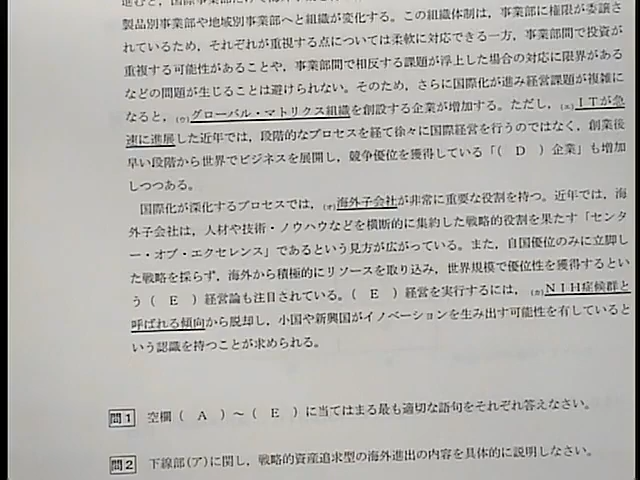 製品別事業部や地域別事業部へと組織が変化する。この組織体制は，事業部に権限が委譲さ
れているため，それぞれが重視する点については柔軟に対応できる一方，事業部間で投資が
重複する可能性があることや，事業部間で相反する課題が浮上した場合の対応に限界がある
などの問題が生じることは避けられない。そのため，さらに国際化が進み経営課題が複雑に
なると，(ウ)グローバル・マトリクス組織を創設する企業が増加する。ただし，(エ)ＩＴが急
速に進展した近年では，段階的なプロセスを経て徐々に国際経営を行うのではなく，創業後
早い段階から世界でビジネスを展開し，競争優位を獲得している「(　D　)企業」も増加
しつつある。
国際化が深化するプロセスでは，(オ)海外子会社が非常に重要な役割を持つ。近年では，海
外子会社は，人材や技術・ノウハウなどを横断的に集約した戦略的役割を果たす「センタ
ー・オブ・エクセレンス」であるという見方が広がっている。また，自国優位のみに立脚し
た戦略を採らず，海外から積極的にリソースを取り込み，世界規模で優位性を獲得するとい
う（　E　）経営論も注目されている。（　E　）経営を実行するには，(カ)ＮＩＨ症候群と
呼ばれる傾向から脱却し，小国や新興国がイノベーションを生み出す可能性を有していると
いう認識を持つことが求められる。
問1　空欄（　A　）～（　E　）に当てはまる最も適切な語句をそれぞれ答えなさい。
問2　下線部(ア)に関し，戦略的資産追求型の海外進出の内容を具体的に説明しなさい。